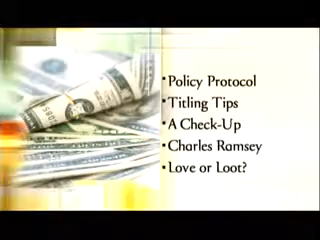 • Policy Protocol
• Titling Tips
• A Check-Up
• Charles Ramsey
• Love or Loot?